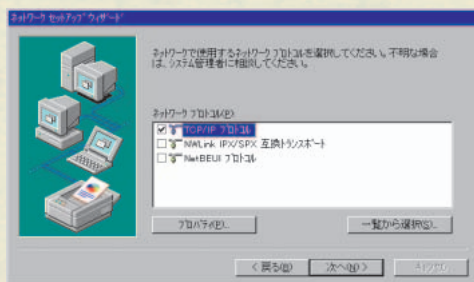 ネットワーク セットアップ ウィザード
ネットワークで使用するネットワーク プロトコルを選択してください。不明な場合
は、システム管理者に相談してください。
ネットワーク プロトコル(P)
TCP/IP プロトコル
NWLink IPX/SPX 互換トランスポート
NetBEUI プロトコル
プロパティ(P)...
一覧から選択(S)...
< 戻る(B)
次へ(N) >
キャンセル